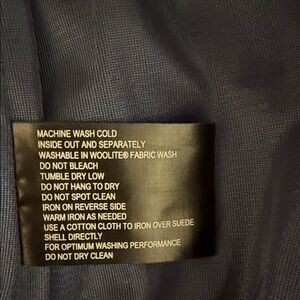 MACHINE WASH COLD
INSIDE OUT AND SEPARATELY
WASHABLE IN WOOLITE® FABRIC WASH
DO NOT BLEACH
TUMBLE DRY LOW
DO NOT HANG TO DRY
DO NOT SPOT CLEAN
IRON ON REVERSE SIDE
WARM IRON AS NEEDED
USE A COTTON CLOTH TO IRON OVER SUEDE
SHELL DIRECTLY
FOR OPTIMUM WASHING PERFORMANCE
DO NOT DRY CLEAN